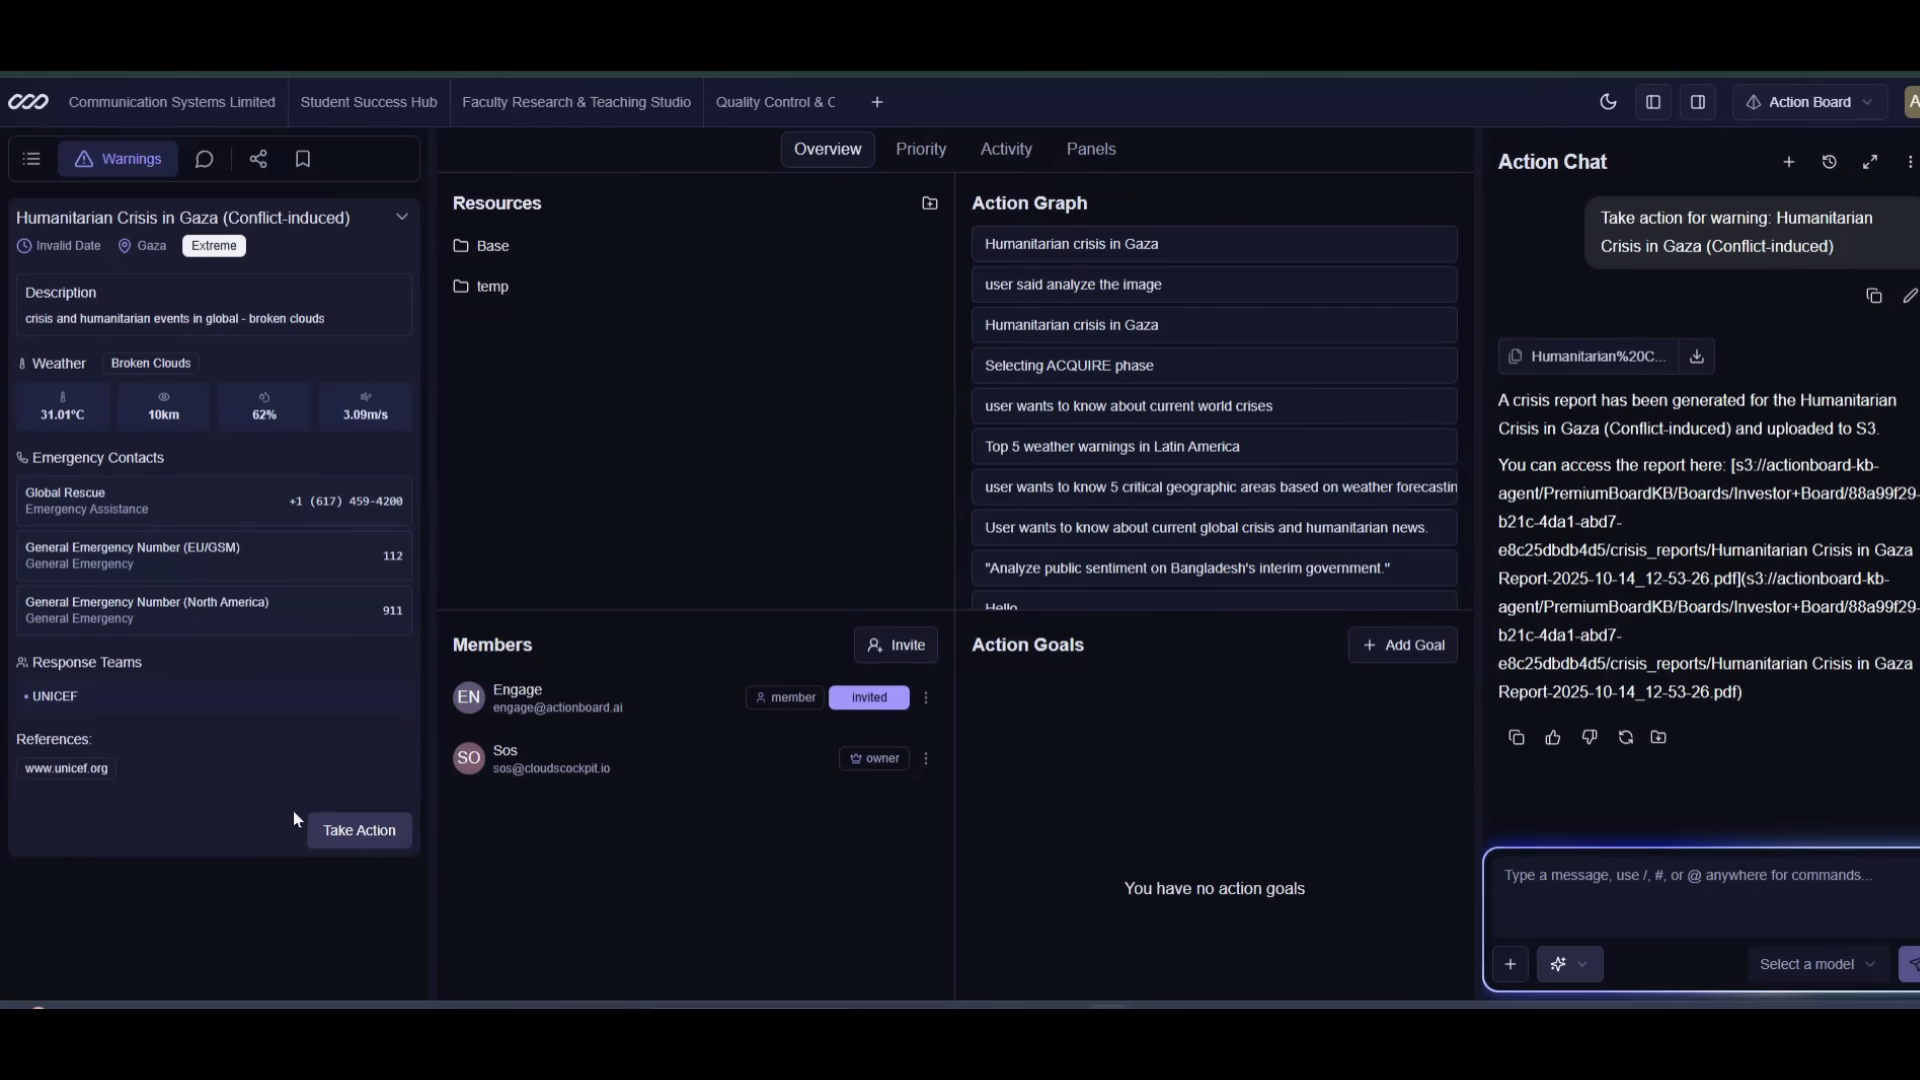 Communication Systems Limited
Student Success Hub
Faculty Research & Teaching Studio
Quality Control & C
Action Board
A
Warnings
Humanitarian Crisis in Gaza (Conflict-induced)
Invalid Date
Gaza
Extreme
Description
crisis and humanitarian events in global - broken clouds
Weather
Broken Clouds
31.01°C
10km
62%
3.09m/s
Emergency Contacts
Global Rescue
Emergency Assistance
+1 (617) 459-4200
General Emergency Number (EU/GSM)
General Emergency
112
General Emergency Number (North America)
General Emergency
911
Response Teams
• UNICEF
References:
www.unicef.org
Take Action
Overview
Priority
Activity
Panels
Resources
Base
temp
Action Graph
Humanitarian crisis in Gaza
user said analyze the image
Humanitarian crisis in Gaza
Selecting ACQUIRE phase
user wants to know about current world crises
Top 5 weather warnings in Latin America
user wants to know 5 critical geographic areas based on weather forecastin
User wants to know about current global crisis and humanitarian news.
"Analyze public sentiment on Bangladesh's interim government."
Hello
Members
Invite
EN
Engage
engage@actionboard.ai
member
invited
SO
Sos
sos@cloudscockpit.io
owner
Action Goals
+ Add Goal
You have no action goals
Action Chat
Take action for warning: Humanitarian
Crisis in Gaza (Conflict-induced)
Humanitarian%20C...
A crisis report has been generated for the Humanitarian
Crisis in Gaza (Conflict-induced) and uploaded to S3.
You can access the report here: [s3://actionboard-kb-
agent/PremiumBoardKB/Boards/Investor+Board/88a99f29-
b21c-4da1-abd7-
e8c25dbdb4d5/crisis_reports/Humanitarian Crisis in Gaza
Report-2025-10-14_12-53-26.pdf](s3://actionboard-kb-
agent/PremiumBoardKB/Boards/Investor+Board/88a99f29-
b21c-4da1-abd7-
e8c25dbdb4d5/crisis_reports/Humanitarian Crisis in Gaza
Report-2025-10-14_12-53-26.pdf)
Type a message, use /, #, or @ anywhere for commands...
Select a model